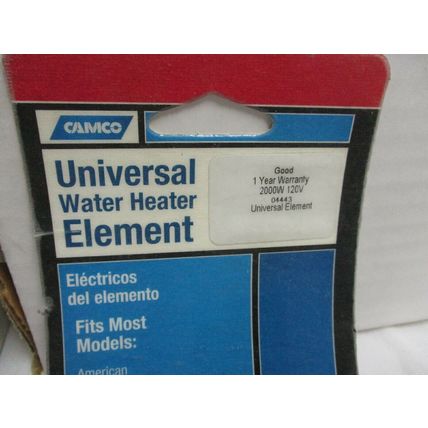 CAMCO
Universal
Water Heater
Element
Good
1 Year Warranty
2000W 120V
04443
Universal Element
Eléctricos
del elemento
Fits Most
Models:
American